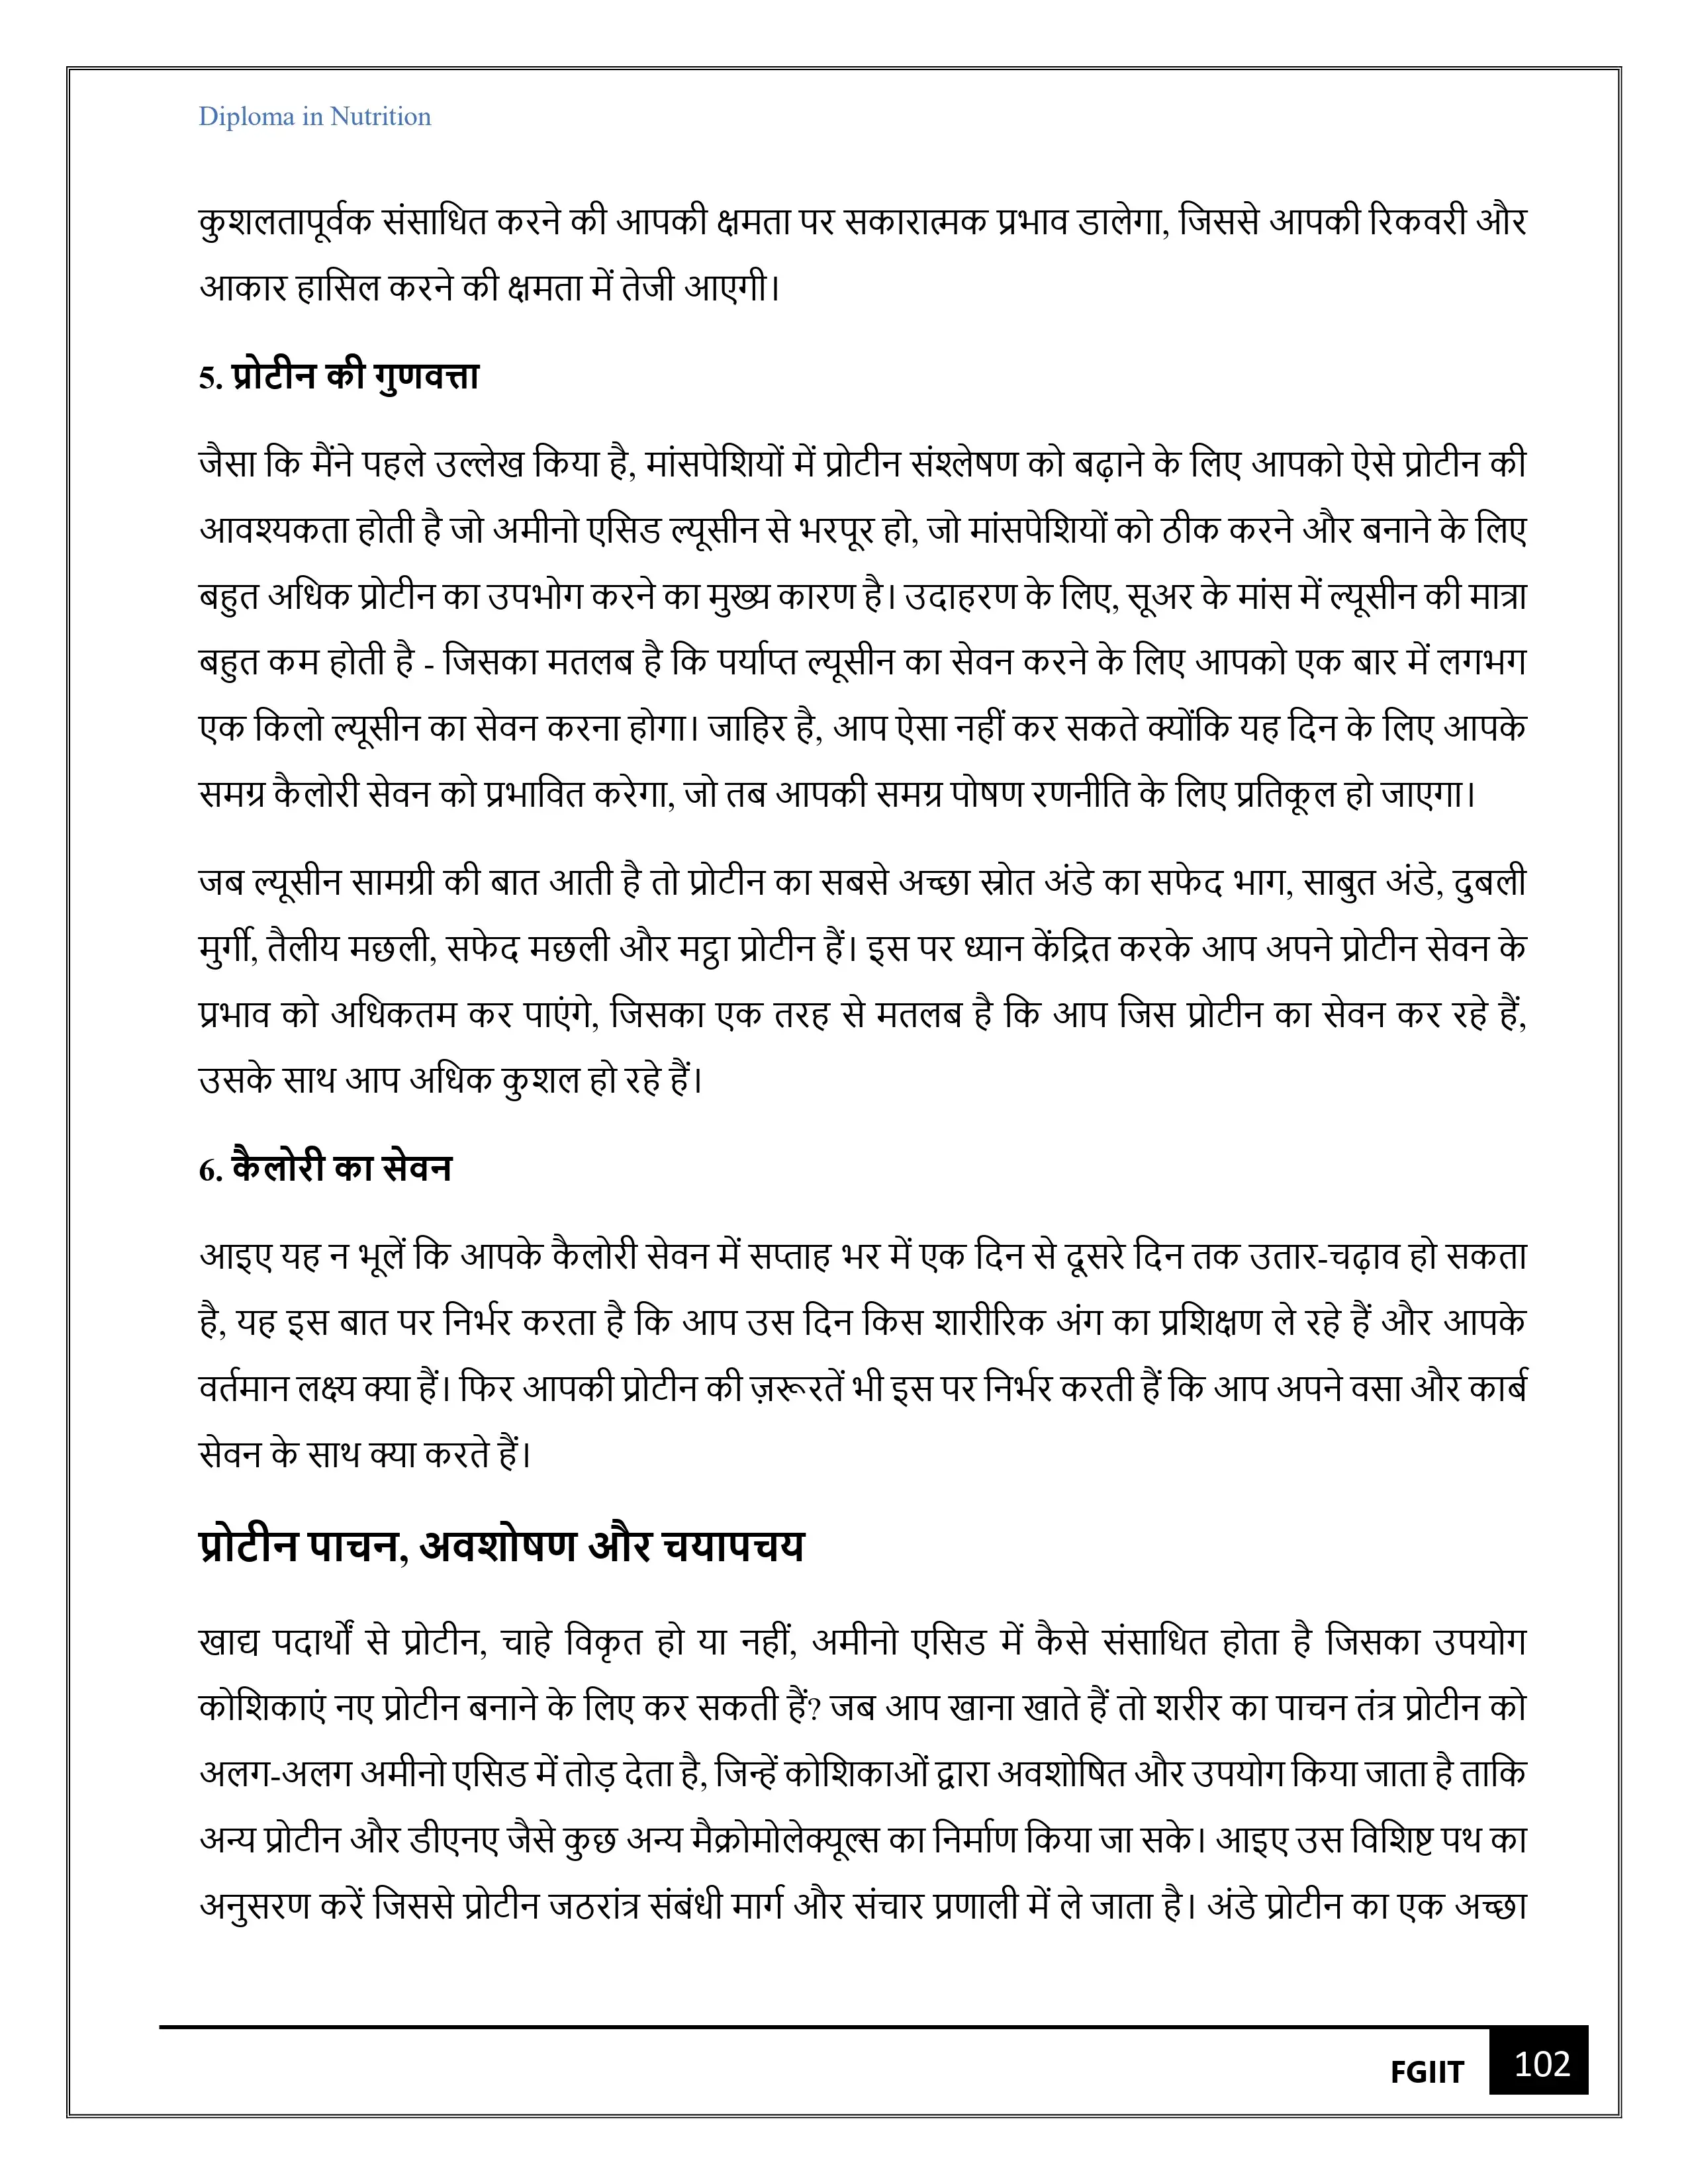 Diploma in Nutrition
कुशलतापूर्वक संसाधित करने की आपकी क्षमता पर सकारात्मक प्रभाव डालेगा, जिससे आपकी रिकवरी और
आकार हासिल करने की क्षमता में तेजी आएगी।
5. प्रोटीन की गुणवत्ता
जैसा कि मैंने पहले उल्लेख किया है, मांसपेशियों में प्रोटीन संश्लेषण को बढ़ाने के लिए आपको ऐसे प्रोटीन की
आवश्यकता होती है जो अमीनो एसिड ल्यूसीन से भरपूर हो, जो मांसपेशियों को ठीक करने और बनाने के लिए
बहुत अधिक प्रोटीन का उपभोग करने का मुख्य कारण है। उदाहरण के लिए, सूअर के मांस में ल्यूसीन की मात्रा
बहुत कम होती है - जिसका मतलब है कि पर्याप्त ल्यूसीन का सेवन करने के लिए आपको एक बार में लगभग
एक किलो ल्यूसीन का सेवन करना होगा। जाहिर है, आप ऐसा नहीं कर सकते क्योंकि यह दिन के लिए आपके
समग्र कैलोरी सेवन को प्रभावित करेगा, जो तब आपकी समग्र पोषण रणनीति के लिए प्रतिकूल हो जाएगा।
जब ल्यूसीन सामग्री की बात आती है तो प्रोटीन का सबसे अच्छा स्रोत अंडे का सफेद भाग, साबुत अंडे, दुबली
मुर्गी, तैलीय मछली, सफेद मछली और मट्ठा प्रोटीन हैं। इस पर ध्यान केंद्रित करके आप अपने प्रोटीन सेवन के
प्रभाव को अधिकतम कर पाएंगे, जिसका एक तरह से मतलब है कि आप जिस प्रोटीन का सेवन कर रहे हैं,
उसके साथ आप अधिक कुशल हो रहे हैं।
6. कैलोरी का सेवन
आइए यह न भूलें कि आपके कैलोरी सेवन में सप्ताह भर में एक दिन से दूसरे दिन तक उतार-चढ़ाव हो सकता
है, यह इस बात पर निर्भर करता है कि आप उस दिन किस शारीरिक अंग का प्रशिक्षण ले रहे हैं और आपके
वर्तमान लक्ष्य क्या हैं। फिर आपकी प्रोटीन की ज़रूरतें भी इस पर निर्भर करती हैं कि आप अपने वसा और कार्ब
सेवन के साथ क्या करते हैं।
प्रोटीन पाचन, अवशोषण और चयापचय
खाद्य पदार्थों से प्रोटीन, चाहे विकृत हो या नहीं, अमीनो एसिड में कैसे संसाधित होता है जिसका उपयोग
कोशिकाएं नए प्रोटीन बनाने के लिए कर सकती हैं? जब आप खाना खाते हैं तो शरीर का पाचन तंत्र प्रोटीन को
अलग-अलग अमीनो एसिड में तोड़ देता है, जिन्हें कोशिकाओं द्वारा अवशोषित और उपयोग किया जाता है ताकि
अन्य प्रोटीन और डीएनए जैसे कुछ अन्य मैक्रोमोलेक्यूल्स का निर्माण किया जा सके। आइए उस विशिष्ट पथ का
अनुसरण करें जिससे प्रोटीन जठरांत्र संबंधी मार्ग और संचार प्रणाली में ले जाता है। अंडे प्रोटीन का एक अच्छा
FGIIT 102